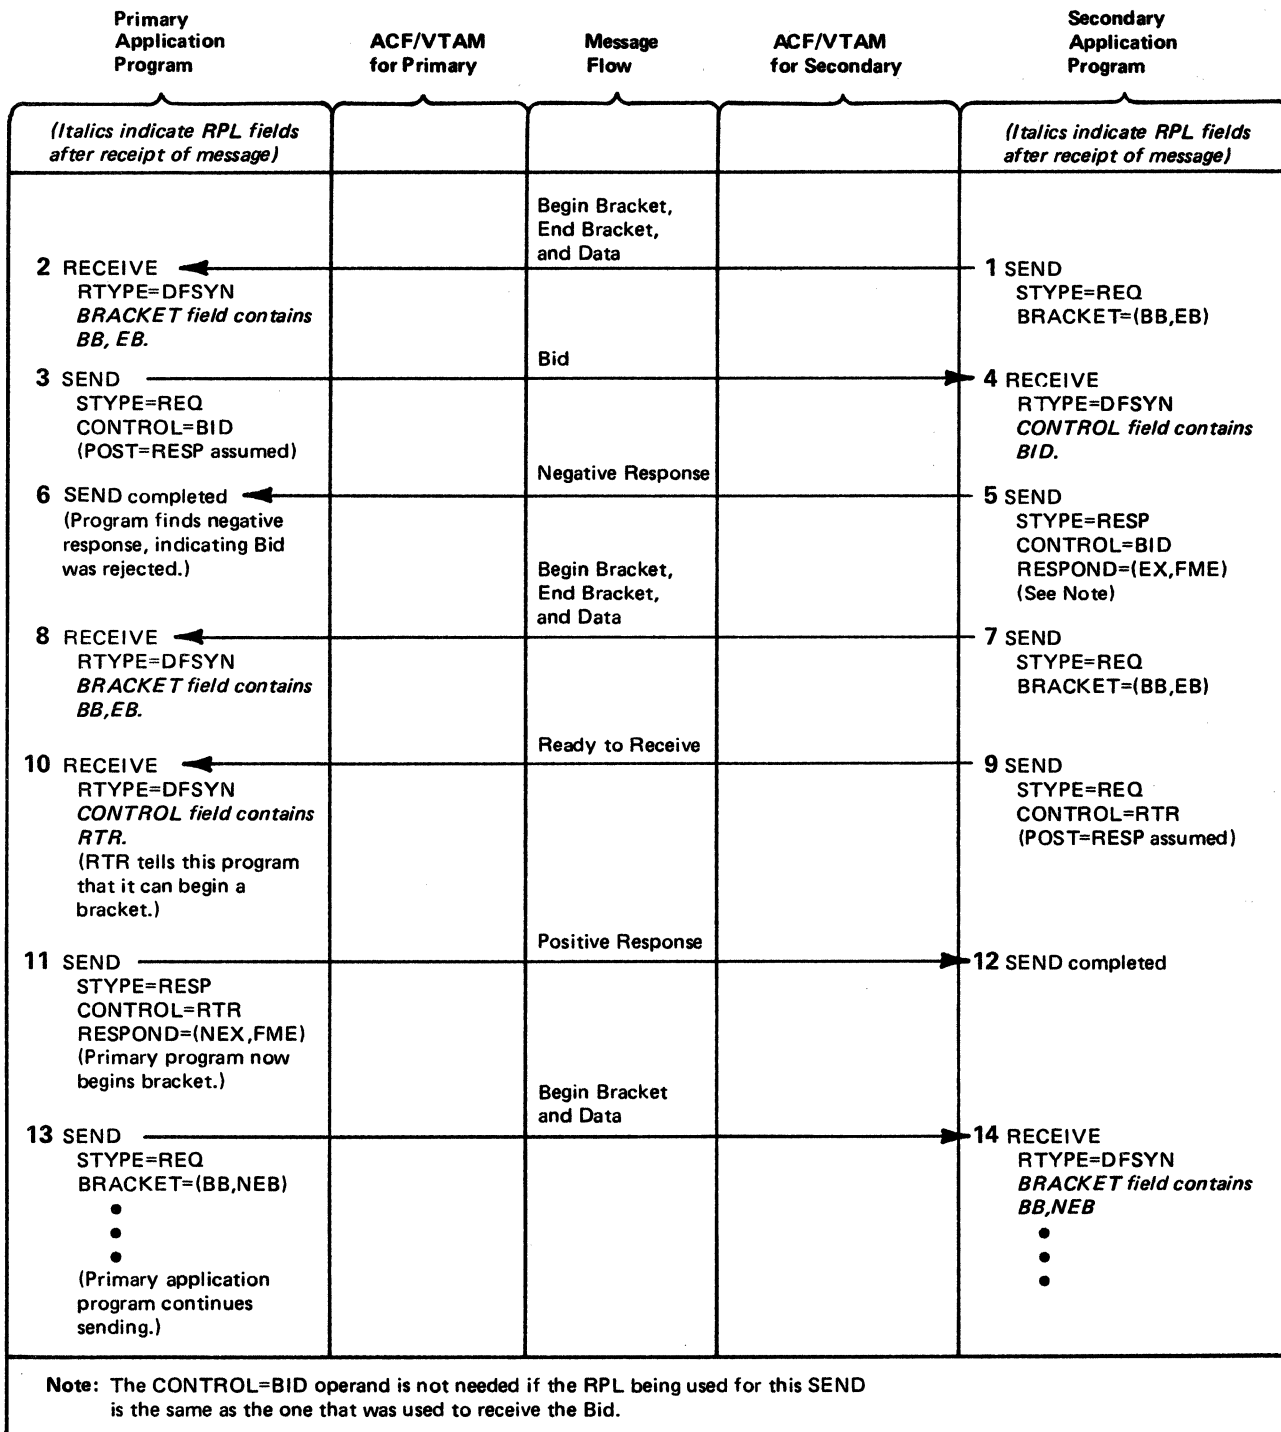 Primary
Application
Program
ACF/VTAM
for Primary
Message
Flow
ACF/VTAM
for Secondary
Secondary
Application
Program
(Italics indicate RPL fields
after receipt of message)
(Italics indicate RPL fields
after receipt of message)
Begin Bracket,
End Bracket,
and Data
2 RECEIVE
RTYPE=DFSYN
BRACKET field contains
BB, EB.
1 SEND
STYPE=REQ
BRACKET=(BB,EB)
Bid
3 SEND
STYPE=REQ
CONTROL=BID
(POST=RESP assumed)
4 RECEIVE
RTYPE=DFSYN
CONTROL field contains
BID.
Negative Response
6 SEND completed
(Program finds negative
response, indicating Bid
was rejected.)
5 SEND
STYPE=RESP
CONTROL=BID
RESPOND=(EX,FME)
(See Note)
Begin Bracket,
End Bracket,
and Data
8 RECEIVE
RTYPE=DFSYN
BRACKET field contains
BB,EB.
7 SEND
STYPE=REQ
BRACKET=(BB,EB)
Ready to Receive
10 RECEIVE
RTYPE=DFSYN
CONTROL field contains
RTR.
(RTR tells this program
that it can begin a
bracket.)
9 SEND
STYPE=REQ
CONTROL=RTR
(POST=RESP assumed)
Positive Response
11 SEND
STYPE=RESP
CONTROL=RTR
RESPOND=(NEX,FME)
(Primary program now
begins bracket.)
12 SEND completed
Begin Bracket
and Data
13 SEND
STYPE=REQ
BRACKET=(BB,NEB)
(Primary application
program continues
sending.)
14 RECEIVE
RTYPE=DFSYN
BRACKET field contains
BB,NEB
Note: The CONTROL=BID operand is not needed if the RPL being used for this SEND
is the same as the one that was used to receive the Bid.